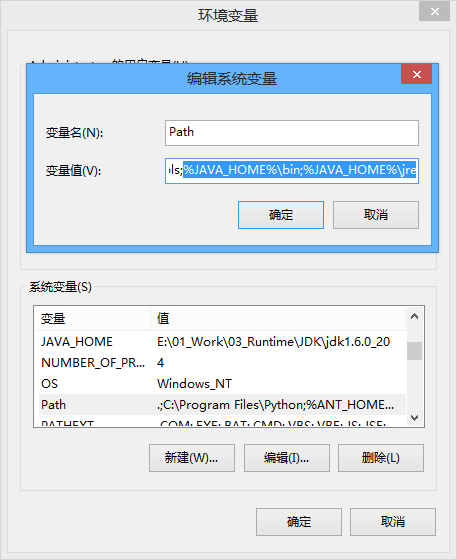 环境变量
编辑系统变量
变量名(N):
Path
变量值(V):
ls;%JAVA_HOME%\bin;%JAVA_HOME%\jre
确定
取消
系统变量(S)
变量
值
JAVA_HOME
E:\01_Work\03_Runtime\JDK\jdk1.6.0_20
NUMBER_OF_PR...
4
OS
Windows_NT
Path
.;C:\Program Files\Python;%ANT_HOME...
PATHEXT
.COM;.EXE;.BAT;.CMD;.VBS;.VBE;.JS;.JSE;
新建(W)...
编辑(I)...
删除(L)
确定
取消